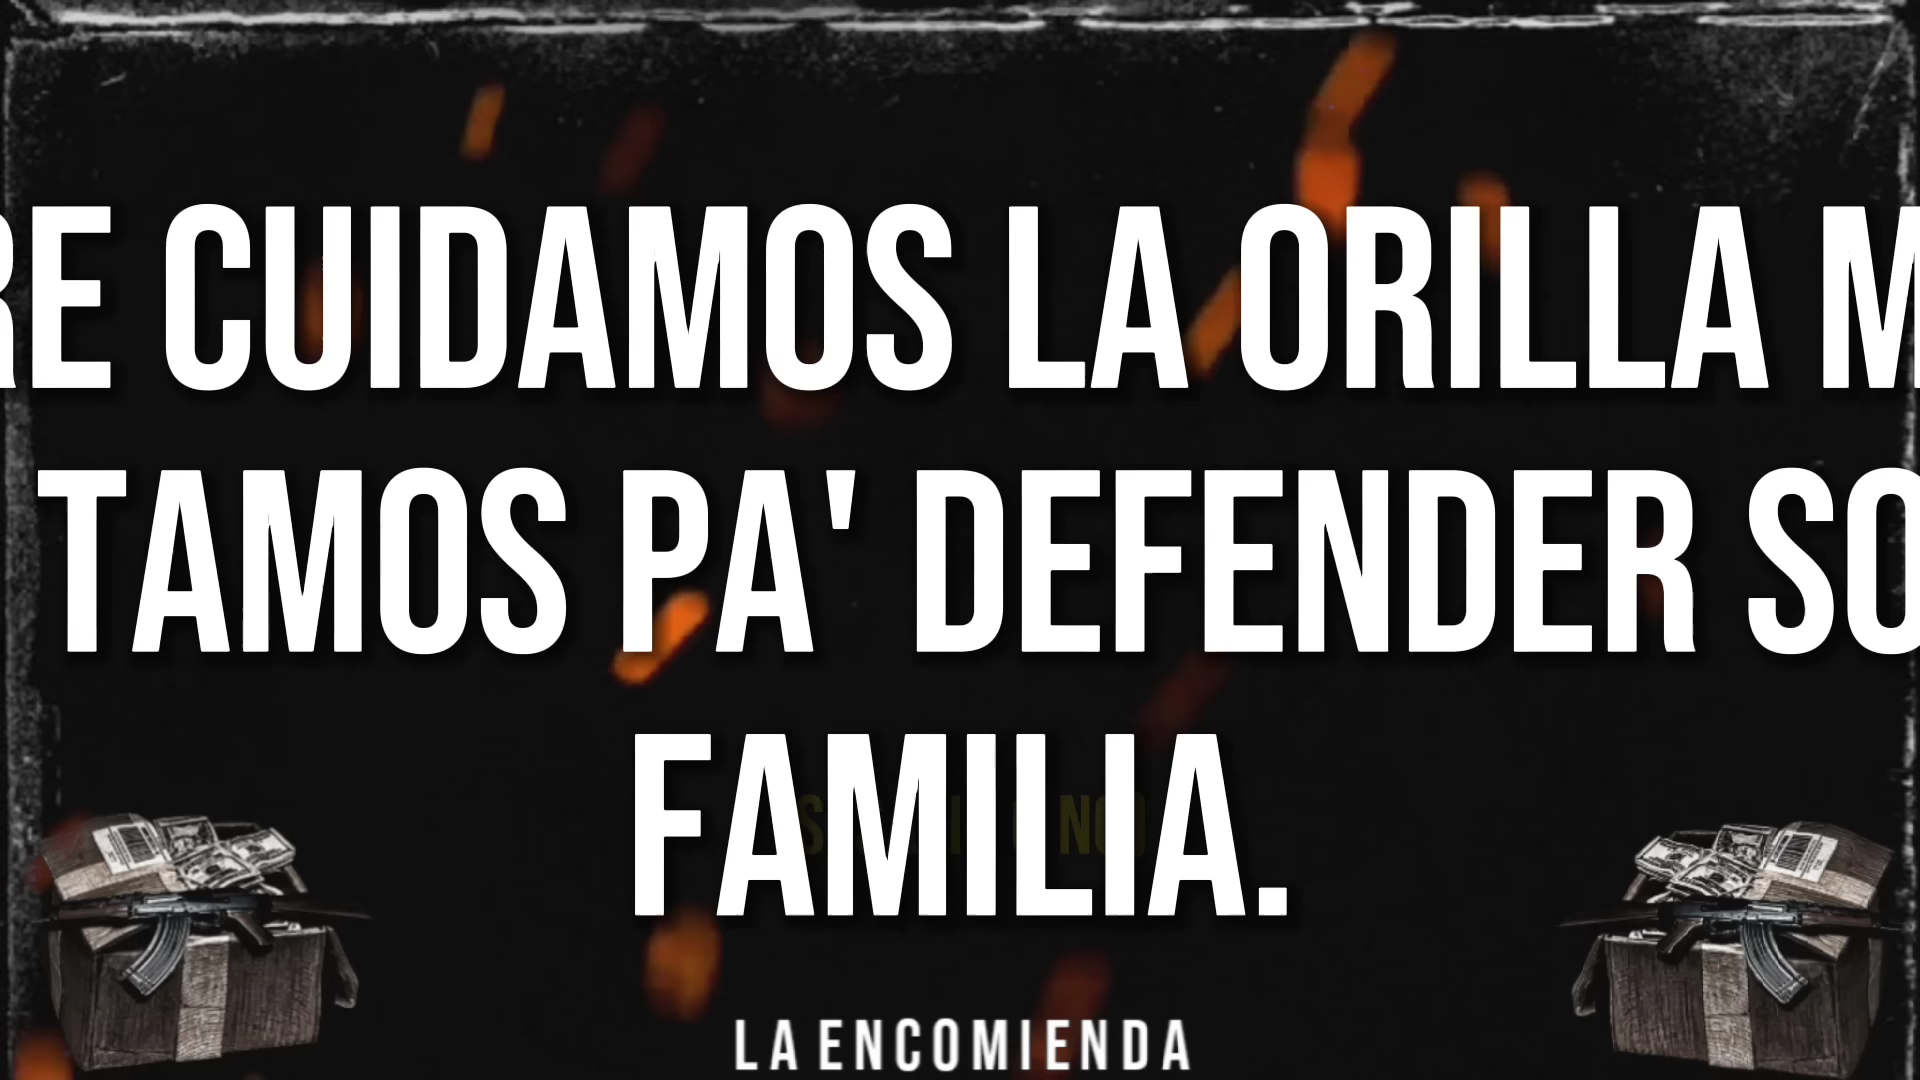 RE CUIDAMOS LA ORILLA M
TAMOS PA' DEFENDER SO
FAMILIA.
LA ENCOMIENDA